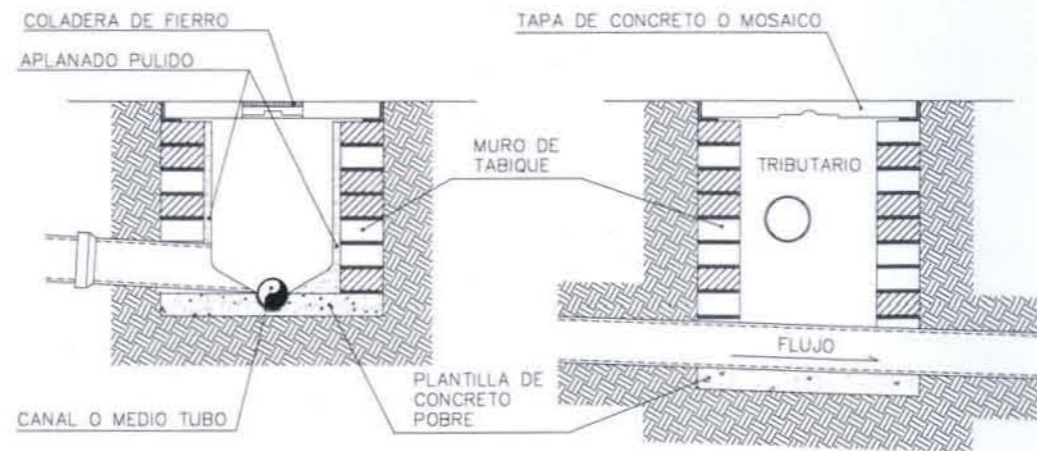 COLADERA DE FIERRO
APLANADO PULIDO
TAPA DE CONCRETO O MOSAICO
MURO DE
TABIQUE
TRIBUTARIO
FLUJO
PLANTILLA DE
CONCRETO
POBRE
CANAL O MEDIO TUBO